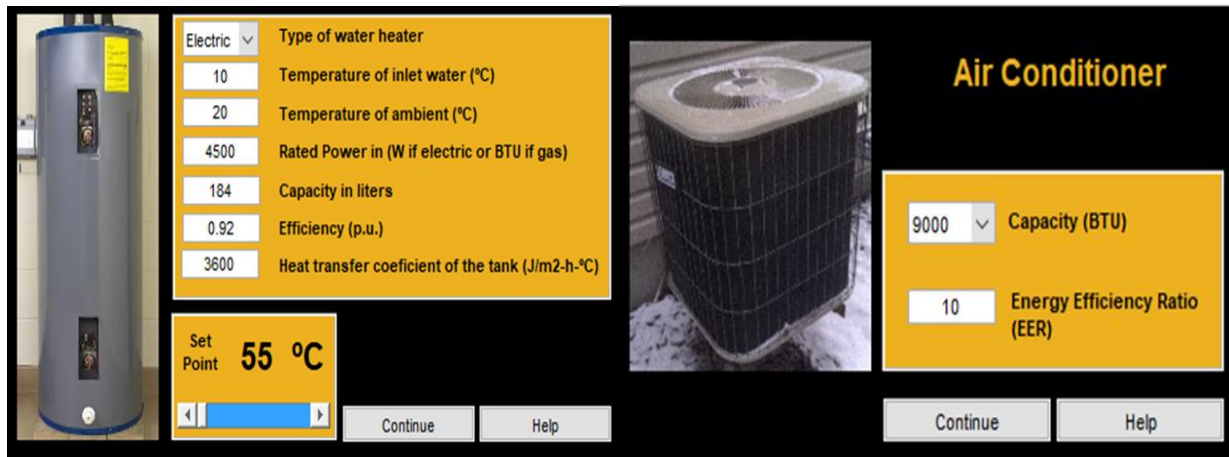 Electric Type of water heater
10 Temperature of inlet water (ºC)
20 Temperature of ambient (ºC)
4500 Rated Power in (W if electric or BTU if gas)
184 Capacity in liters
0.92 Efficiency (p.u.)
3600 Heat transfer coeficient of the tank (J/m2-h-ºC)
Set
Point 55 ºC
Continue Help
Air Conditioner
9000 Capacity (BTU)
10 Energy Efficiency Ratio
(EER)
Continue Help